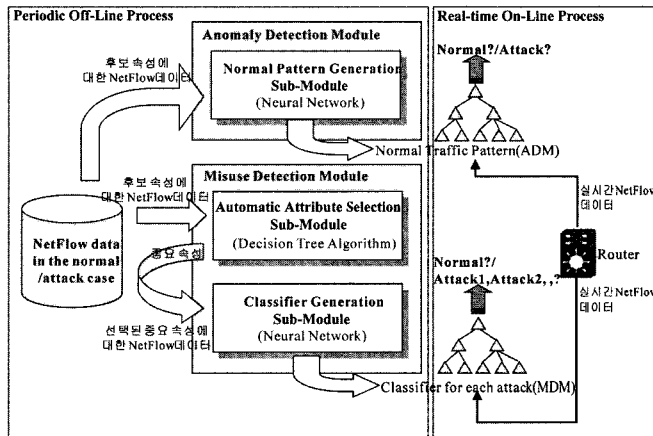 Periodic Off-Line Process
Anomaly Detection Module
후보속성에
대한NetFlow데이터
Normal Pattern Generation
Sub-Module
(Neural Network)
Normal Traffic Pattern(ADM)
Misuse Detection Module
후보속성에
대한NetFlow데이터
Automatic Attribute Selection
Sub-Module
(Decision Tree Algorithm)
NetFlow data
in the normal
/attack case
중요속성
Classifier Generation
Sub-Module
(Neural Network)
선택된중요속성에
대한NetFlow데이터
Classifier for each attack(MDM)
Real-time On-Line Process
Normal?/Attack?
실시간NetFlow
데이터
Router
Normal?/
Attack1,Attack2,,?
실시간NetFlow
데이터